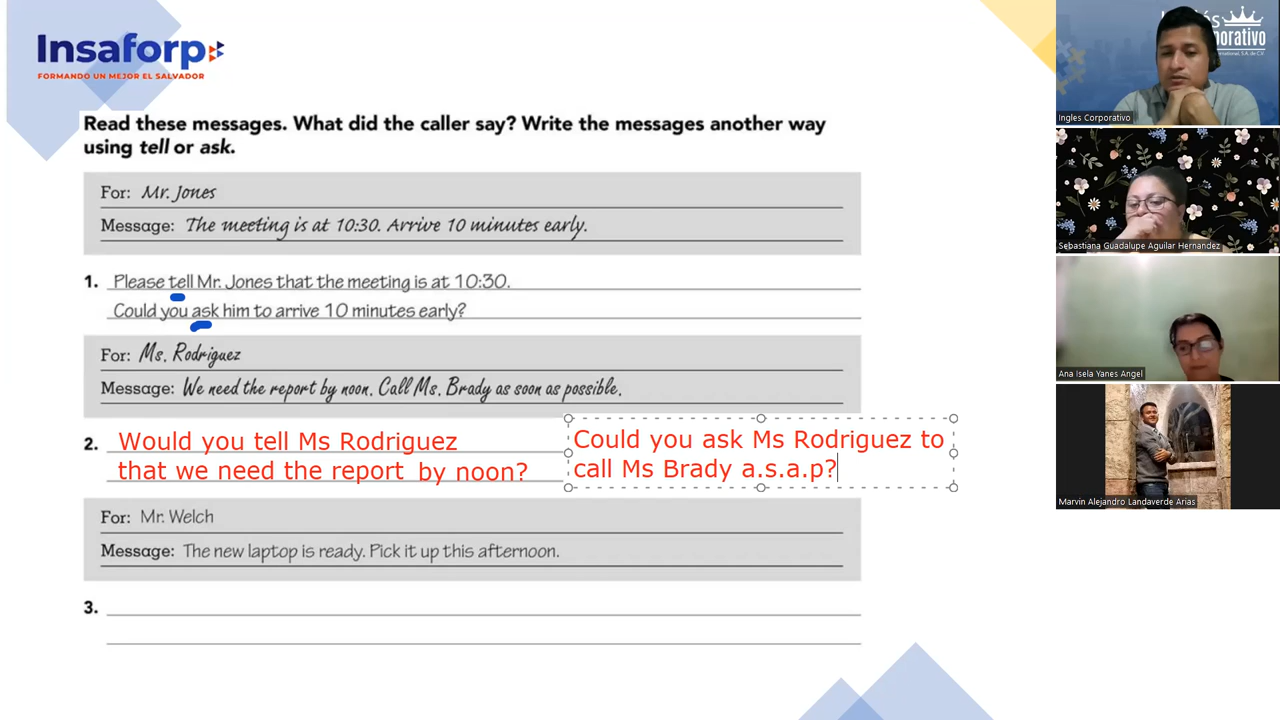 Insaforp
FORMANDO UN MEJOR EL SALVADOR
Read these messages. What did the caller say? Write the messages another way
using tell or ask.
For: Mr. Jones
Message: The meeting is at 10:30. Arrive 10 minutes early.
1. Please tell Mr. Jones that the meeting is at 10:30.
Could you ask him to arrive 10 minutes early?
For: Ms. Rodriguez
Message: We need the report by noon. Call Ms. Brady as soon as possible.
2. Would you tell Ms Rodriguez
that we need the report by noon?
Could you ask Ms Rodriguez to
call Ms Brady a.s.a.p?
For: Mr. Welch
Message: The new laptop is ready. Pick it up this afternoon.
3.
Ingles Corporativo
Sebastiana Guadalupe Aguilar Hernandez
Ana Isela Yanes Angel
Marvin Alejandro Landaverde Arias